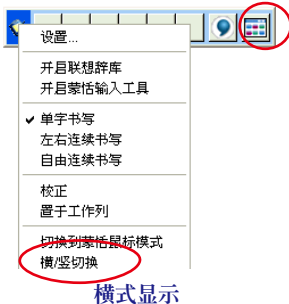 设置...
开启联想辞库
开启蒙恬输入工具
单字书写
左右连续书写
自由连续书写
校正
置于工作列
切换到蒙恬鼠标模式
横/竖切换
横式显示